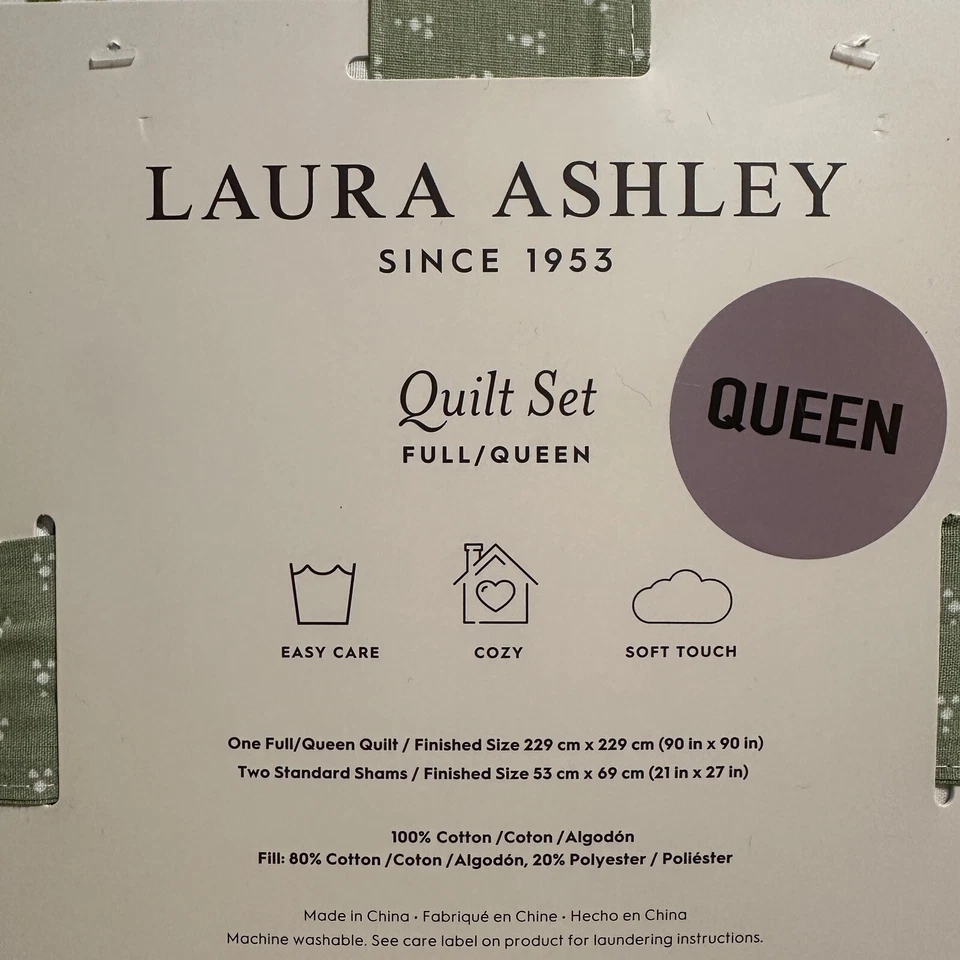 LAURA ASHLEY
SINCE 1953
Quilt Set
FULL/QUEEN
QUEEN
EASY CARE
COZY
SOFT TOUCH
One Full/Queen Quilt / Finished Size 229 cm x 229 cm (90 in x 90 in)
Two Standard Shams / Finished Size 53 cm x 69 cm (21 in x 27 in)
100% Cotton /Coton /Algodón
Fill: 80% Cotton /Coton /Algodón, 20% Polyester / Poliéster
Made in China • Fabriqué en Chine • Hecho en China
Machine washable. See care label on product for laundering instructions.